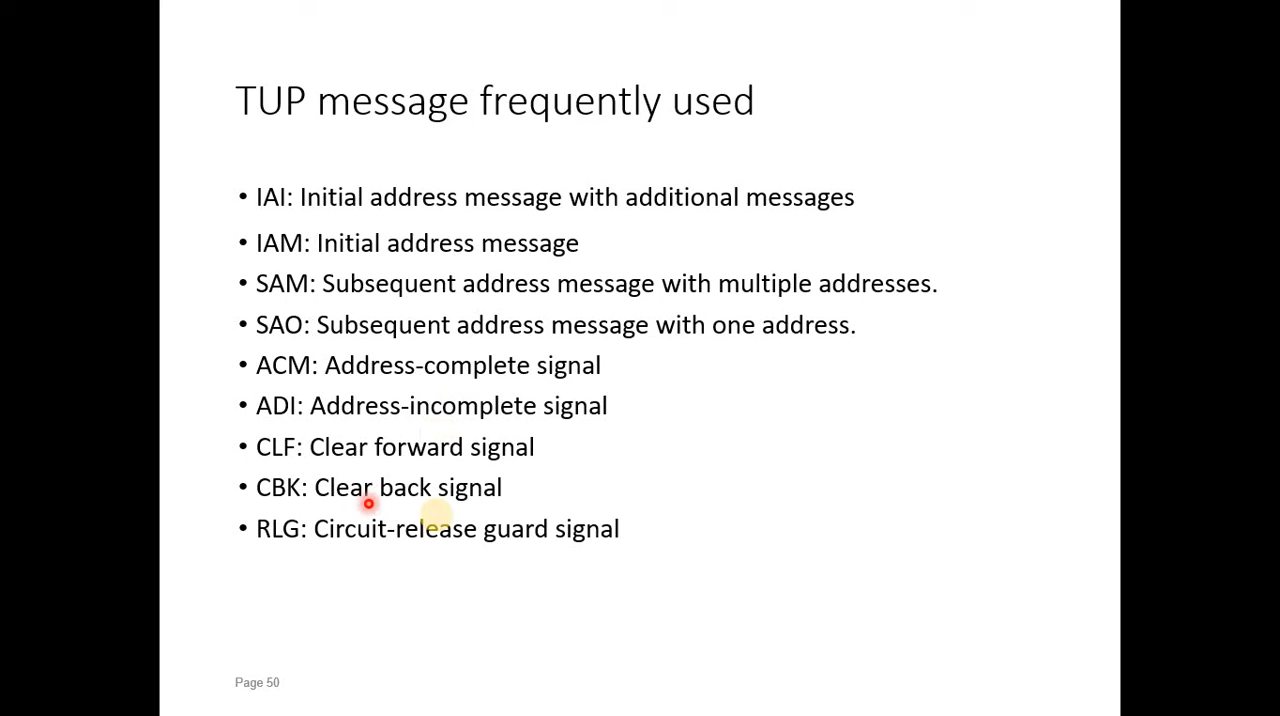 TUP message frequently used
• IAI: Initial address message with additional messages
• IAM: Initial address message
• SAM: Subsequent address message with multiple addresses.
• SAO: Subsequent address message with one address.
• ACM: Address-complete signal
• ADI: Address-incomplete signal
• CLF: Clear forward signal
• CBK: Clear back signal
• RLG: Circuit-release guard signal
Page 50